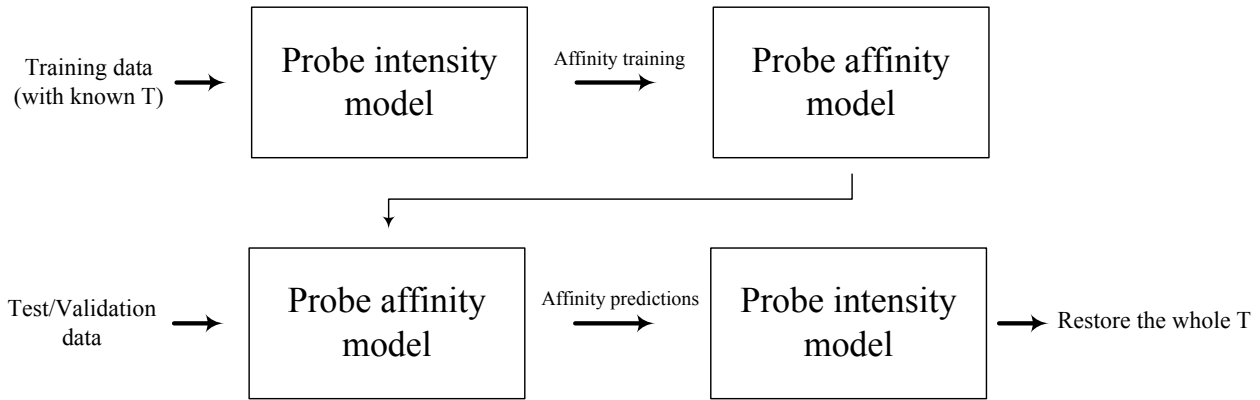 Training data
(with known T)
Probe intensity
model
Affinity training
Probe affinity
model
Test/Validation
data
Probe affinity
model
Affinity predictions
Probe intensity
model
Restore the whole T